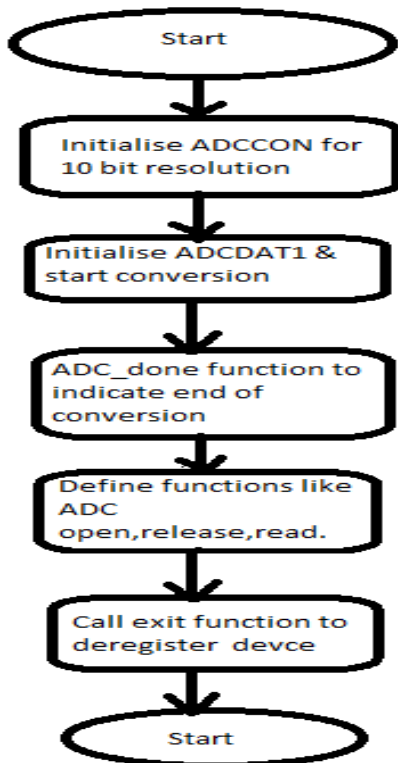 Start
Initialise ADCCON for
10 bit resolution
Initialise ADCDAT1 &
start conversion
ADC_done function to
indicate end of
conversion
Define functions like
ADC
open,release,read.
Call exit function to
deregister devce
Start